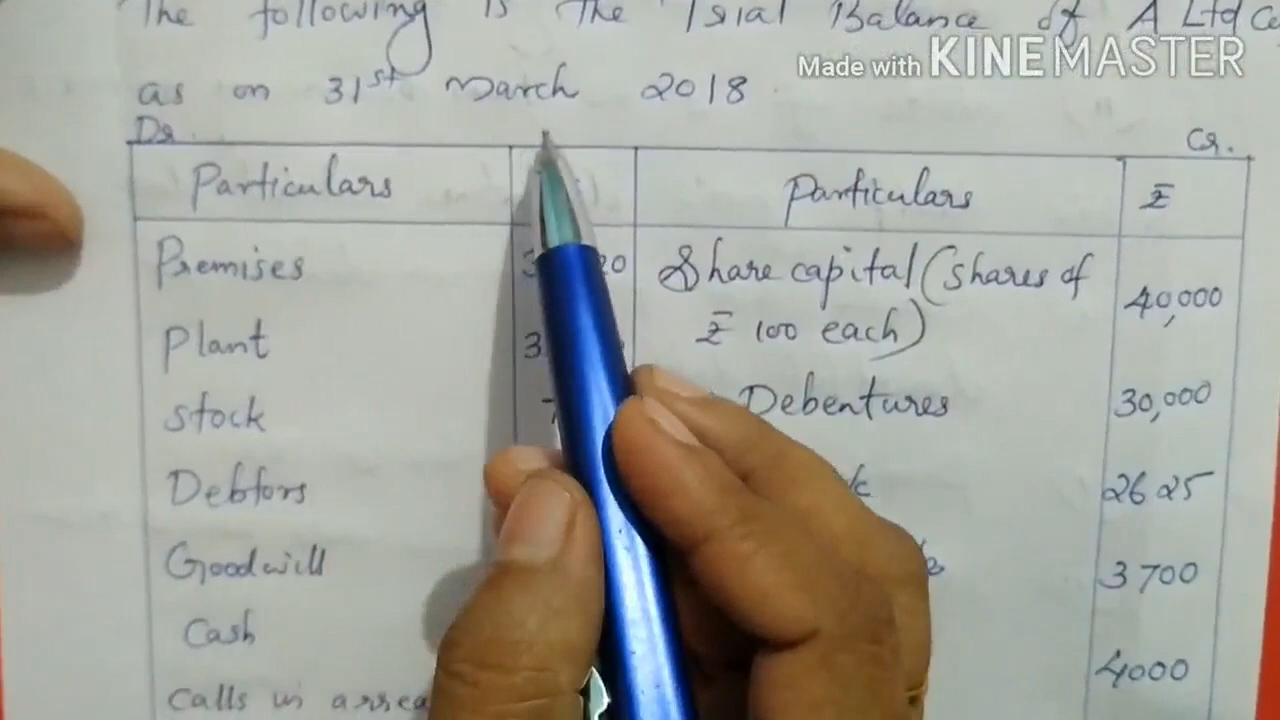 The following is the Trial Balance of A Ltd Co
Made with KINEMASTER
as on 31st March 2018
Dr. Cr.
Particulars Particulars ₹
Premises Share capital (shares of 40,000
₹ 100 each)
Plant
stock Debentures 30,000
Debtors 2625
Goodwill 3700
Cash
4000
Calls in